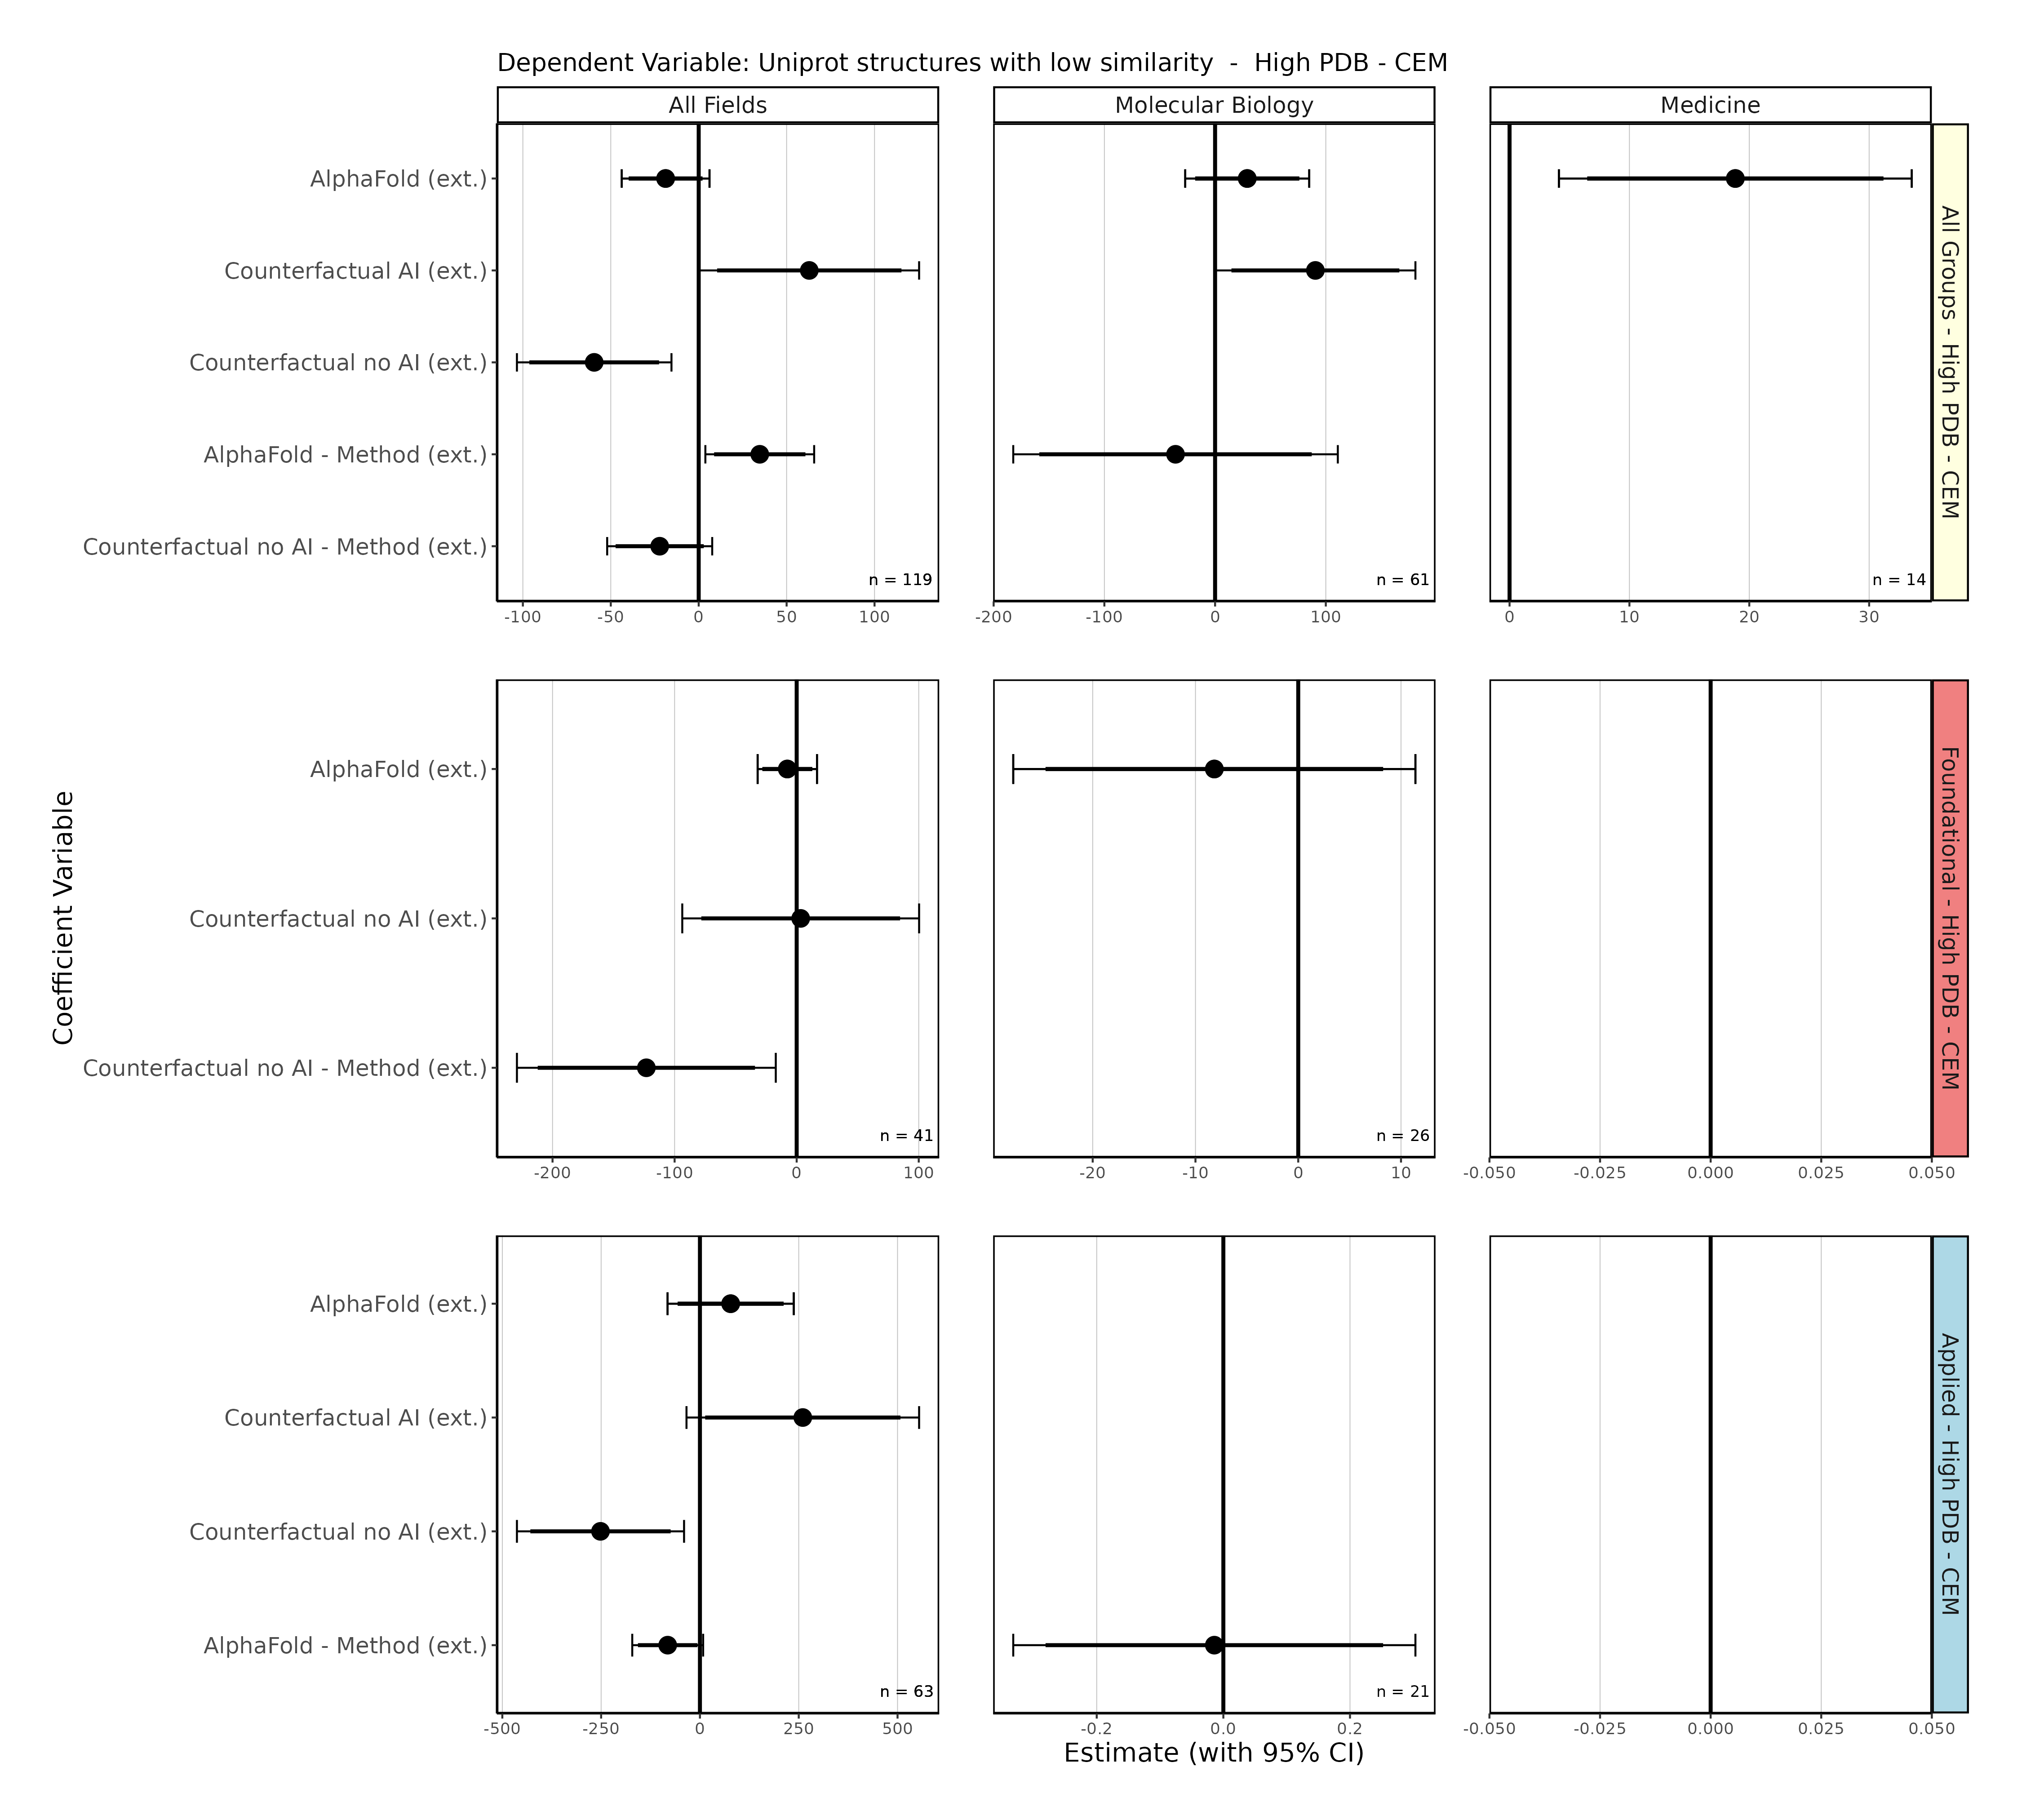 Dependent Variable: Uniprot structures with low similarity  -  High PDB - CEM
All Fields
Molecular Biology
Medicine
AlphaFold (ext.)
Counterfactual AI (ext.)
Counterfactual no AI (ext.)
AlphaFold - Method (ext.)
Counterfactual no AI - Method (ext.)
n = 119
n = 61
n = 14
-100 -50 0 50 100
-200 -100 0 100
0 10 20 30
All Groups - High PDB - CEM
Coefficient Variable
AlphaFold (ext.)
Counterfactual no AI (ext.)
Counterfactual no AI - Method (ext.)
n = 41
n = 26
-200 -100 0 100
-20 -10 0 10
-0.050 -0.025 0.000 0.025 0.050
Foundational - High PDB - CEM
AlphaFold (ext.)
Counterfactual AI (ext.)
Counterfactual no AI (ext.)
AlphaFold - Method (ext.)
n = 63
n = 21
-500 -250 0 250 500
-0.2 0.0 0.2
-0.050 -0.025 0.000 0.025 0.050
Applied - High PDB - CEM
Estimate (with 95% CI)